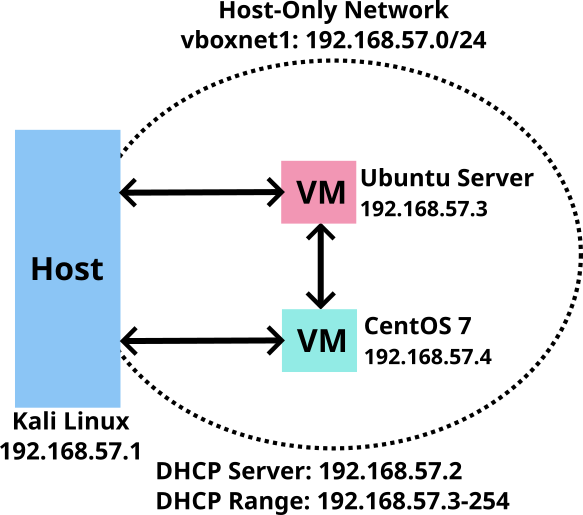 Host-Only Network
vboxnet1: 192.168.57.0/24
VM
Ubuntu Server
192.168.57.3
Host
VM
CentOS 7
192.168.57.4
Kali Linux
192.168.57.1
DHCP Server: 192.168.57.2
DHCP Range: 192.168.57.3-254